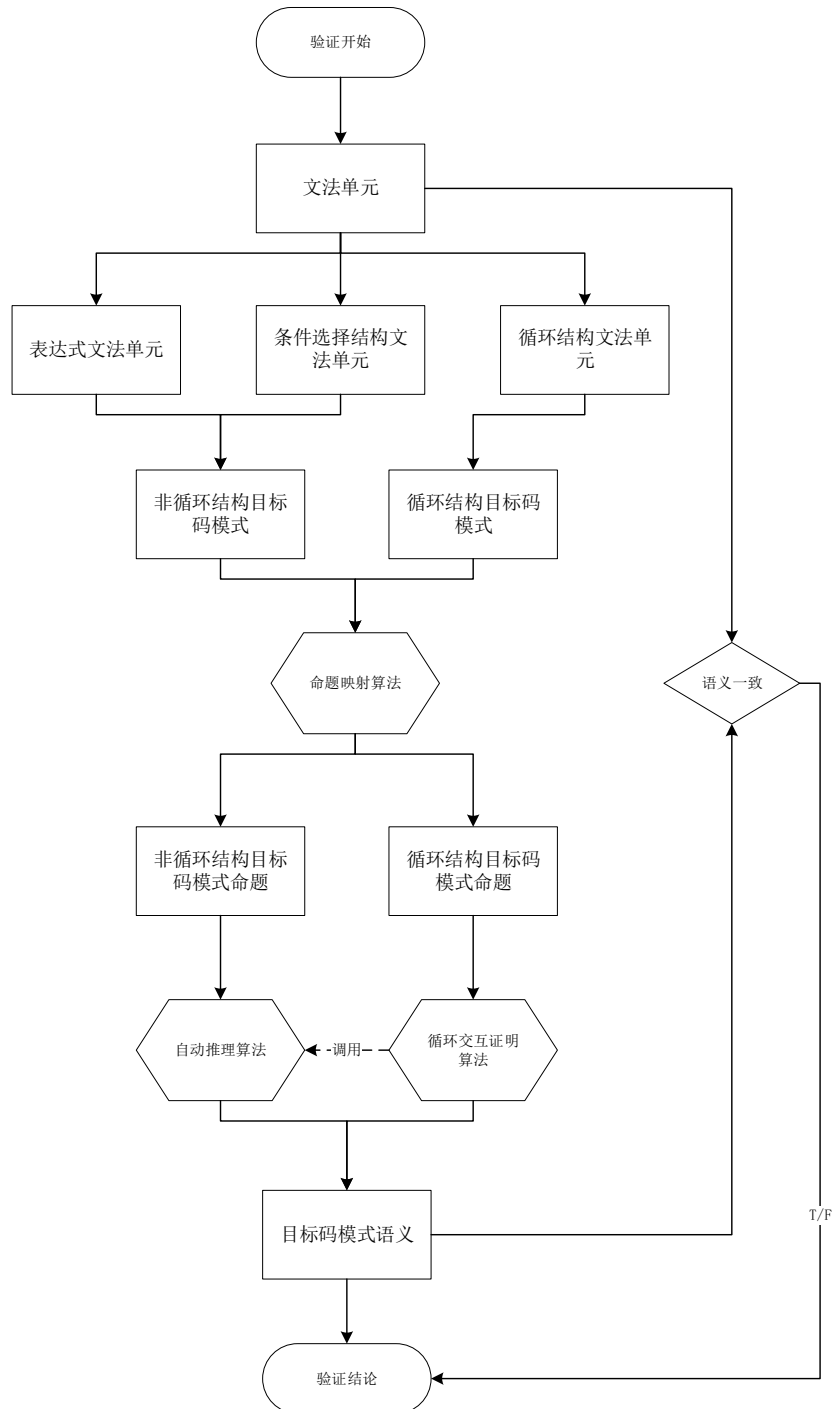 验证开始
文法单元
表达式文法单元
条件选择结构文
法单元
循环结构文法单
元
非循环结构目标
码模式
循环结构目标码
模式
命题映射算法
语义一致
非循环结构目标
码模式命题
循环结构目标码
模式命题
自动推理算法
调用
循环交互证明
算法
目标码模式语义
T/F
验证结论